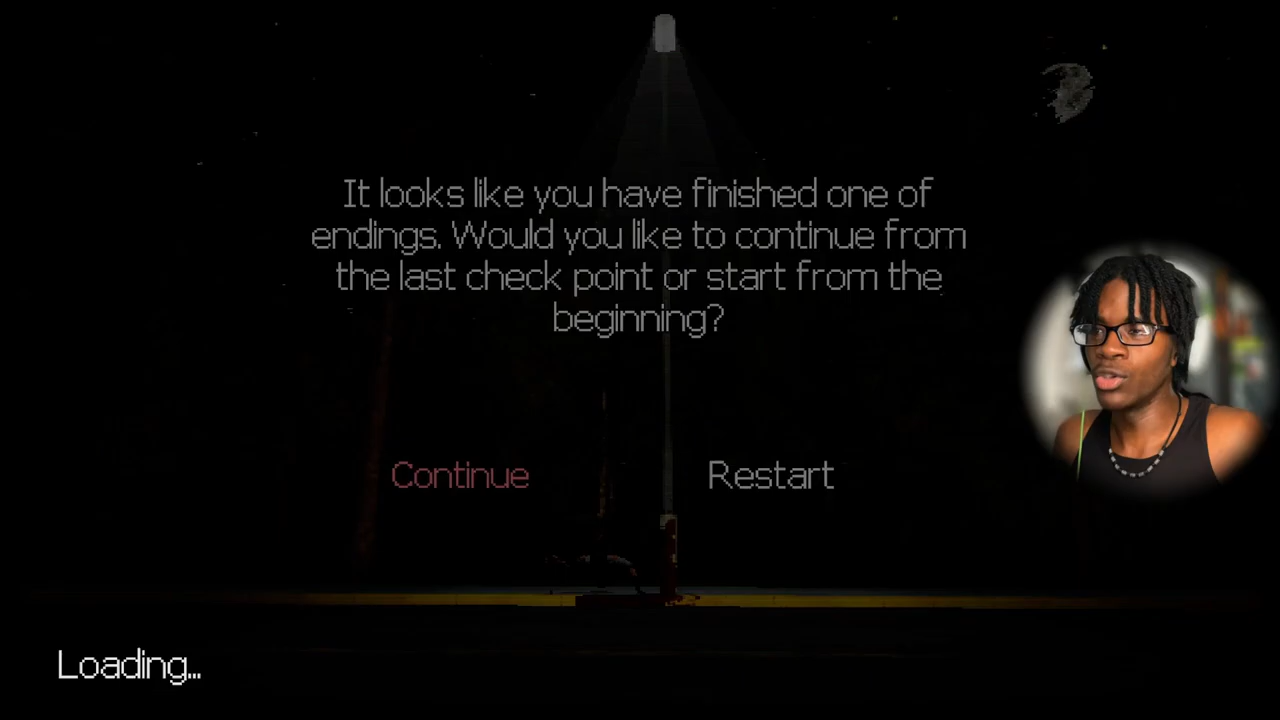 It looks like you have finished one of
endings. Would you like to continue from
the last check point or start from the
beginning?
Continue Restart
Loading...